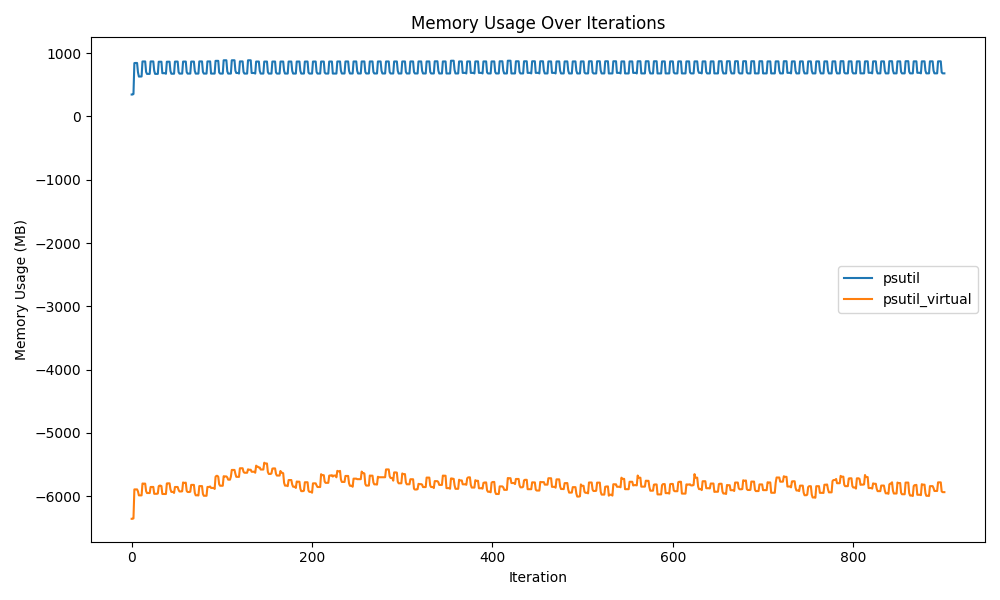 Memory Usage Over Iterations
1000
0
−1000
−2000
−3000
−4000
−5000
−6000
Memory Usage (MB)
psutil
psutil_virtual
0
200
400
600
800
Iteration